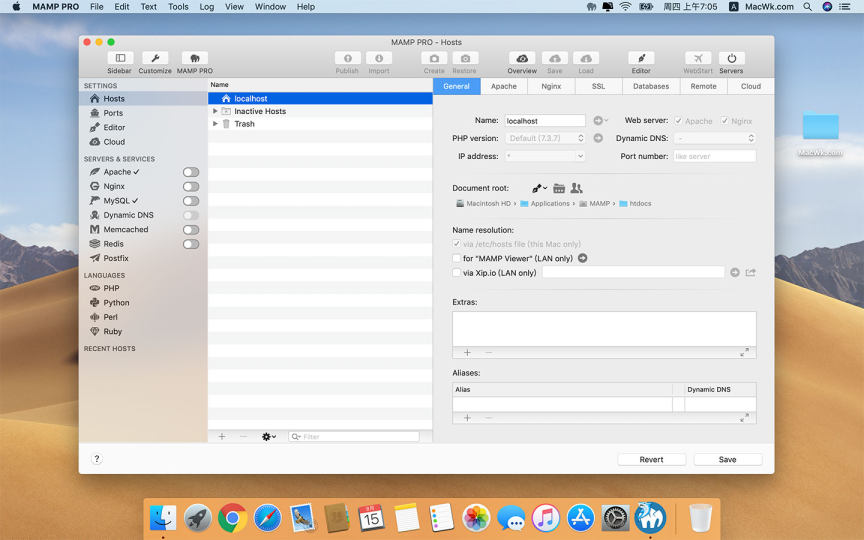 MAMP PRO File Edit Text Tools Log View Window Help 周四 上午7:05 MacWk.com
MAMP PRO - Hosts
Sidebar Customize MAMP PRO Publish Import Create Restore Overview Save Load Editor WebStart Servers
SETTINGS
Hosts
Ports
Editor
Cloud
SERVERS & SERVICES
Apache ✓
Nginx
MySQL ✓
Dynamic DNS
Memcached
Redis
Postfix
LANGUAGES
PHP
Python
Perl
Ruby
RECENT HOSTS
Name
localhost
Inactive Hosts
Trash
Filter
General Apache Nginx SSL Databases Remote Cloud
Name: localhost Web server: Apache Nginx
PHP version: Default (7.3.7) Dynamic DNS: -
IP address: * Port number: like server
Document root:
Macintosh HD › Applications › MAMP › htdocs
Name resolution:
via /etc/hosts file (this Mac only)
for "MAMP Viewer" (LAN only)
via Xip.io (LAN only)
Extras:
Aliases:
Alias Dynamic DNS
? Revert Save
MacWk.com
15